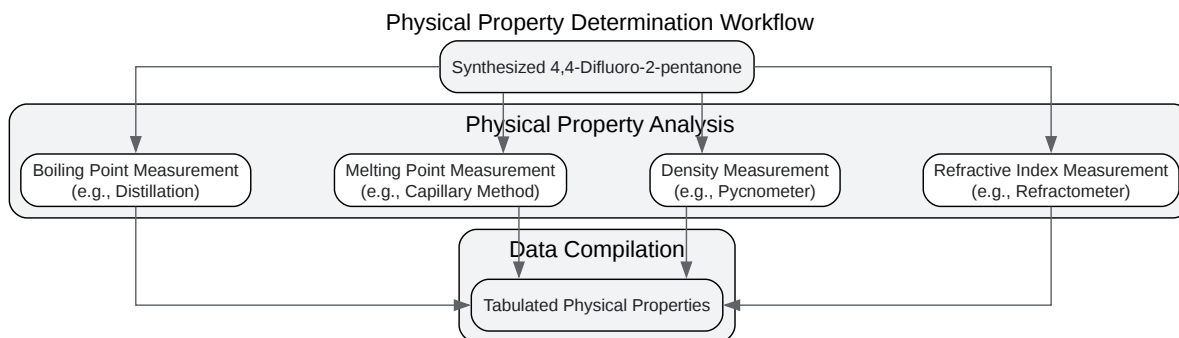 Physical Property Determination Workflow
Synthesized 4,4-Difluoro-2-pentanone
Physical Property Analysis
Boiling Point Measurement
(e.g., Distillation)
Melting Point Measurement
(e.g., Capillary Method)
Density Measurement
(e.g., Pycnometer)
Refractive Index Measurement
(e.g., Refractometer)
Data Compilation
Tabulated Physical Properties